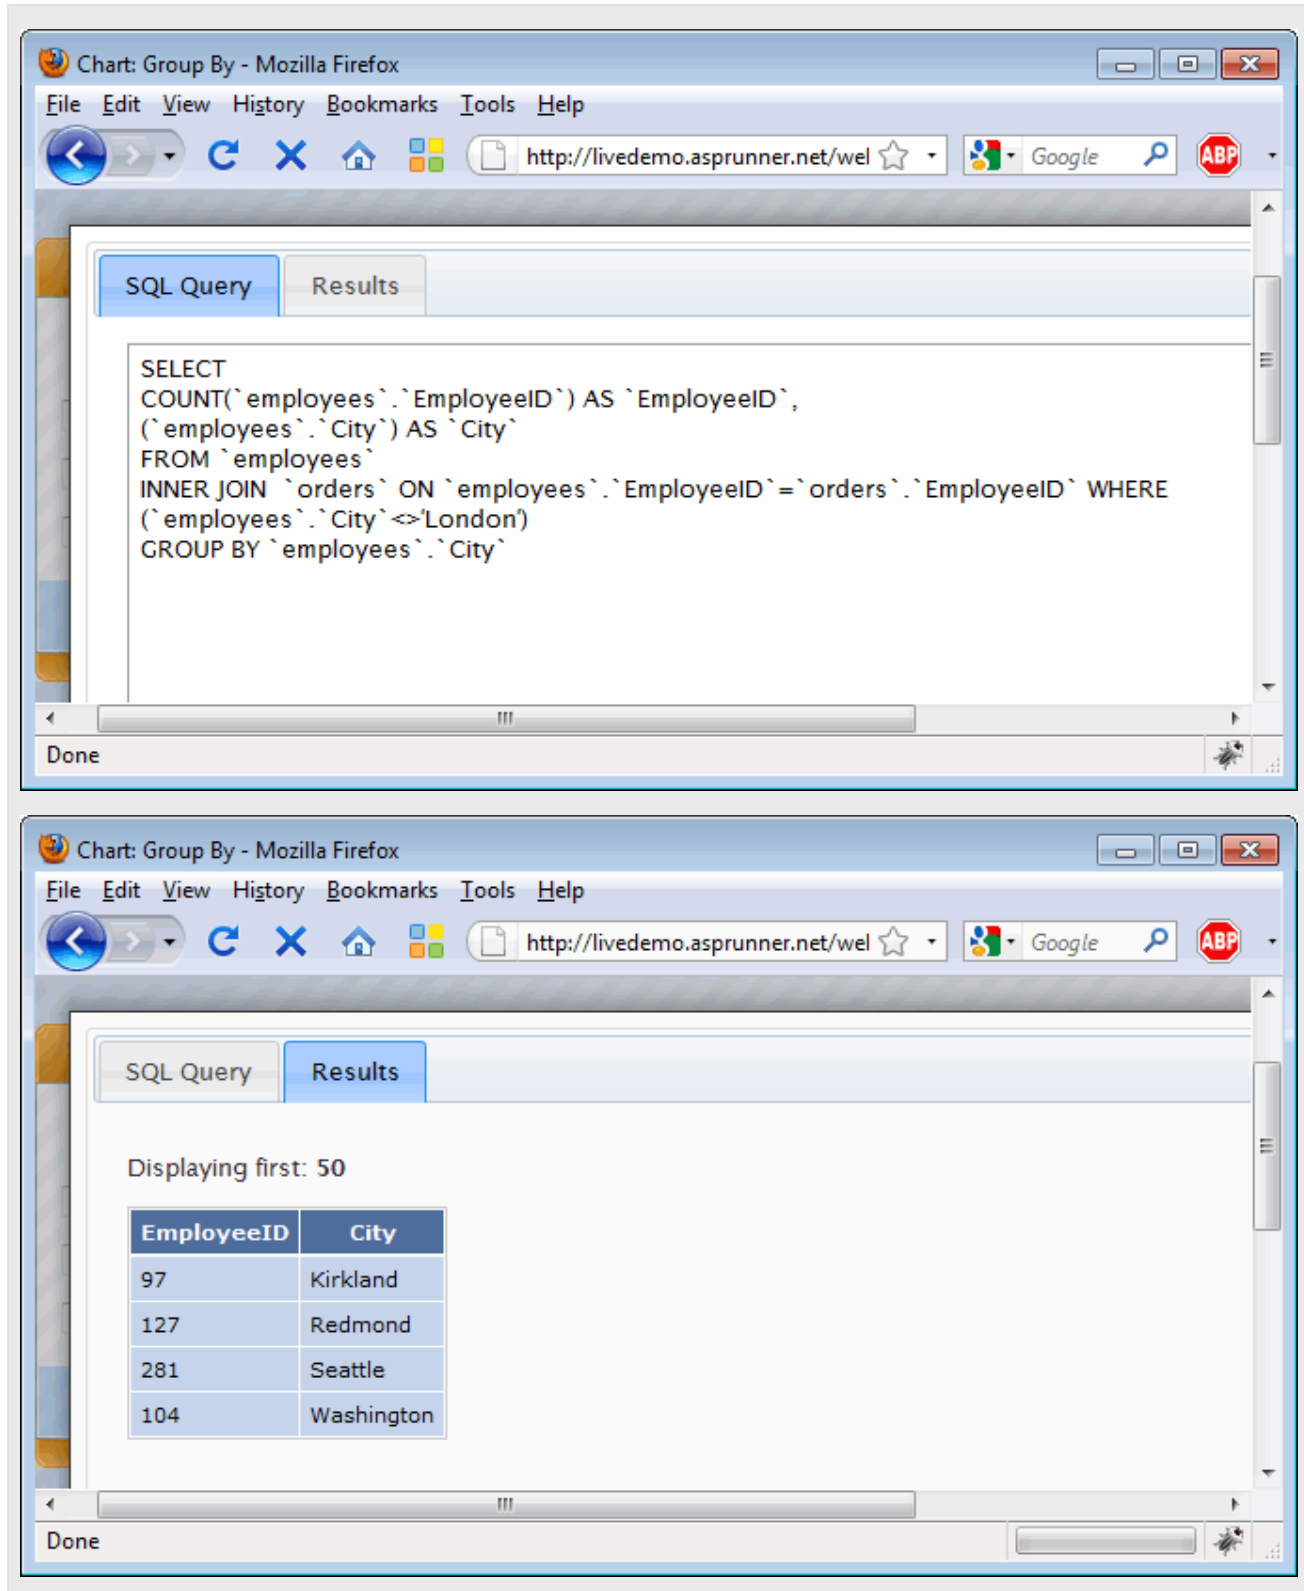 Chart: Group By - Mozilla Firefox
File Edit View History Bookmarks Tools Help
http://livedemo.asprunner.net/wel Google ABP
SQL Query Results
SELECT
COUNT(`employees`.`EmployeeID`) AS `EmployeeID`,
(`employees`.`City`) AS `City`
FROM `employees`
INNER JOIN  `orders` ON `employees`.`EmployeeID`=`orders`.`EmployeeID` WHERE
(`employees`.`City`<>'London')
GROUP BY `employees`.`City`
Done
Chart: Group By - Mozilla Firefox
File Edit View History Bookmarks Tools Help
http://livedemo.asprunner.net/wel Google ABP
SQL Query Results
Displaying first: 50
EmployeeID City
97 Kirkland
127 Redmond
281 Seattle
104 Washington
Done